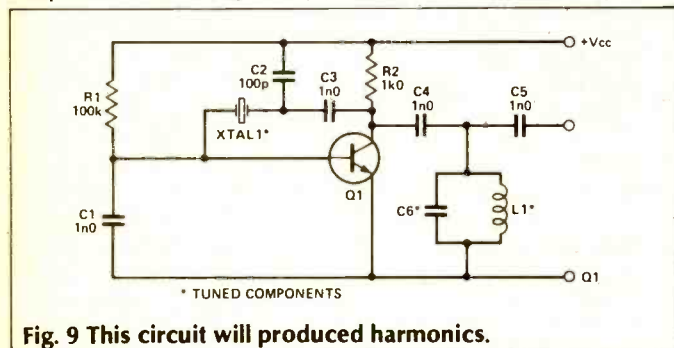 +Vcc
C2
100p
C3
1n0
R2
1k0
C4
1n0
C5
1n0
R1
100k
XTAL1*
Q1
C1
1n0
C6*
L1*
Q1
* TUNED COMPONENTS
Fig. 9 This circuit will produced harmonics.